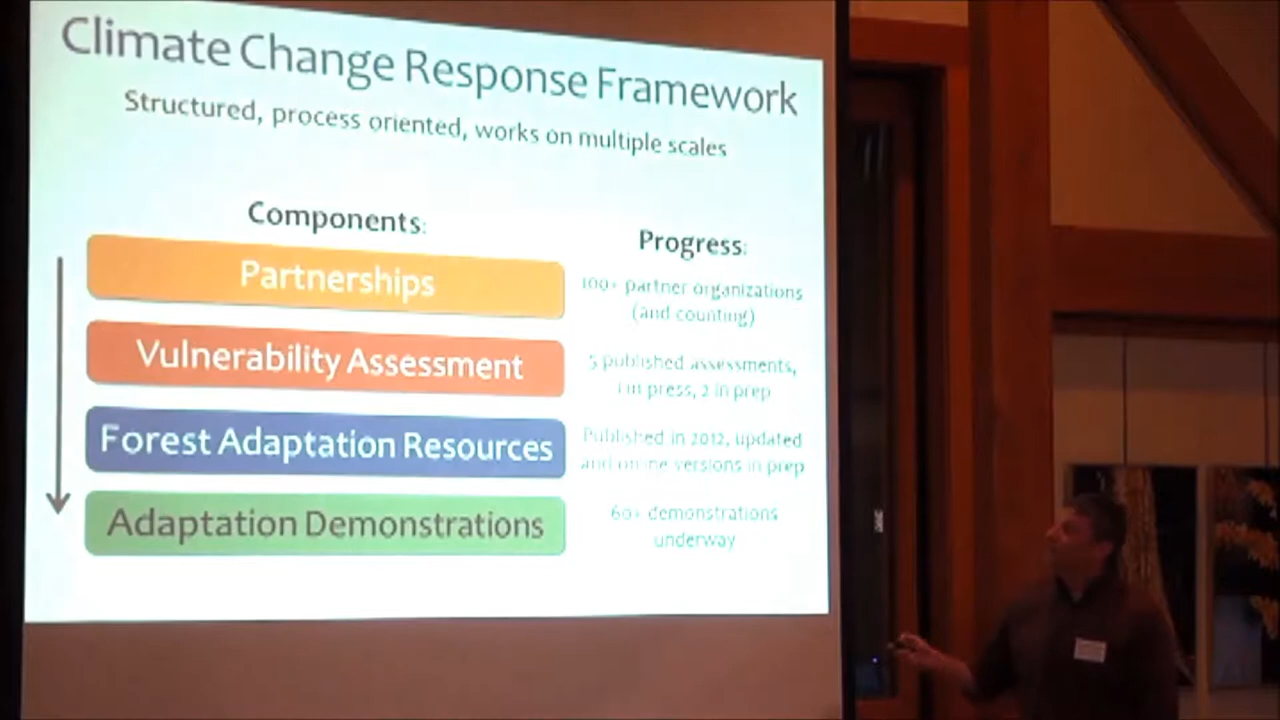 Climate Change Response Framework
Structured, process oriented, works on multiple scales
Components:
Progress:
Partnerships
100+ partner organizations
(and counting)
Vulnerability Assessment
5 published assessments,
1 in press, 2 in prep
Forest Adaptation Resources
Published in 2012, updated
and online versions in prep
Adaptation Demonstrations
60+ demonstrations
underway